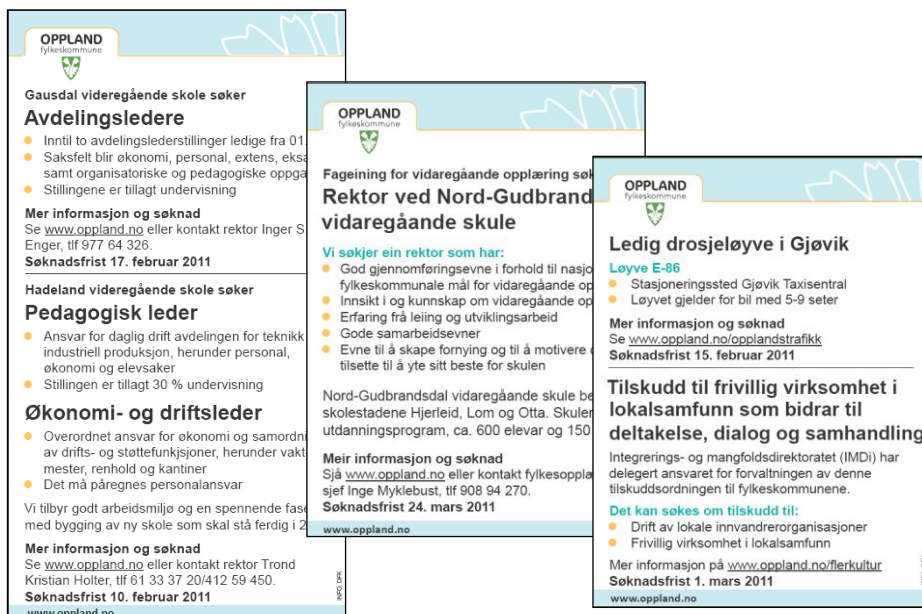 OPPLAND
fylkeskommune
Gausdal videregående skole søker
Avdelingsledere
Inntil to avdelingslederstillinger ledige fra 01.
Saksfelt blir økonomi, personal, extens,
samt organisatoriske og pedagogiske
Stillingene er tillagt undervisning
Mer informasjon og søknad
Se www.oppland.no eller kontakt rektor Inger S
Enger, tlf 977 64 326.
Søknadsfrist 17. februar 2011
Hadeland videregående skole søker
Pedagogisk leder
Ansvar for daglig drift avdelingen for teknikk
industriell produksjon, herunder personal,
økonomi og elevsaker
Stillingen er tillagt 30 % undervisning
Økonomi- og driftsleder
Overordnet ansvar for økonomi og
av drifts- og støttefunkjsjoner, herunder vakt
mester, renhold og kantiner
Det må påregnes personalansvar
Vi tilbyr godt arbeidsmiljø og en spennende fase
med bygging av ny skole som skal stå ferdig i 2
Mer informasjon og søknad
Se www.oppland.no eller kontakt rektor Trond
Kristian Holter, tlf 61 33 37 20/412 59 450.
Søknadsfrist 10. februar 2011
www.oppland.no
INFO, OFK
OPPLAND
fylkeskommune
Fageining for vidaregåande opplæring
Rektor ved Nord-Gudbrand
vidaregåande skule
Vi søkjer ein rektor som har:
God gjennomføringsevne i forhold til
fylkeskommunale mål for vidaregåande
Innsikt i og kunnskap om vidaregåande
Erfaring frå leiing og utviklingsarbeid
Gode samarbeidsevner
Evne til å skape fornying og til å motivere
tilsette til å yte sitt beste for skulen
Nord-Gudbrandsdal vidaregåande skule
skolestadene Hjerleid, Lom og Otta.
utdanningsprogram, ca. 600 elevar og 150
Meir informasjon og søknad
Sjå www.oppland.no eller kontakt
sjef Inge Myklebust, tlf 908 94 270.
Søknadsfrist 24. mars 2011
www.oppland.no
OPPLAND
fylkeskommune
Ledig drosjeløyve i Gjøvik
Løyve E-86
Stasjoneringssted Gjøvik Taxisentral
Løyvet gjelder for bil med 5-9 seter
Mer informasjon og søknad
Se www.oppland.no/opplandstrafikk
Søknadsfrist 15. februar 2011
Tilskudd til frivillig virksomhet i
lokalsamfunn som bidrar til
deltakelse, dialog og samhandling
Integrerings- og mangfoldsdirektoratet (IMDi) har
delegert ansvaret for forvaltningen av denne
tilskuddsordningen til fylkeskommunene.
Det kan søkes om tilskudd til:
Drift av lokale innvandrerorganisasjoner
Frivillig virksomhet i lokalsamfunn
Mer informasjon på www.oppland.no/flerkultur
Søknadsfrist 1. mars 2011
www.oppland.no